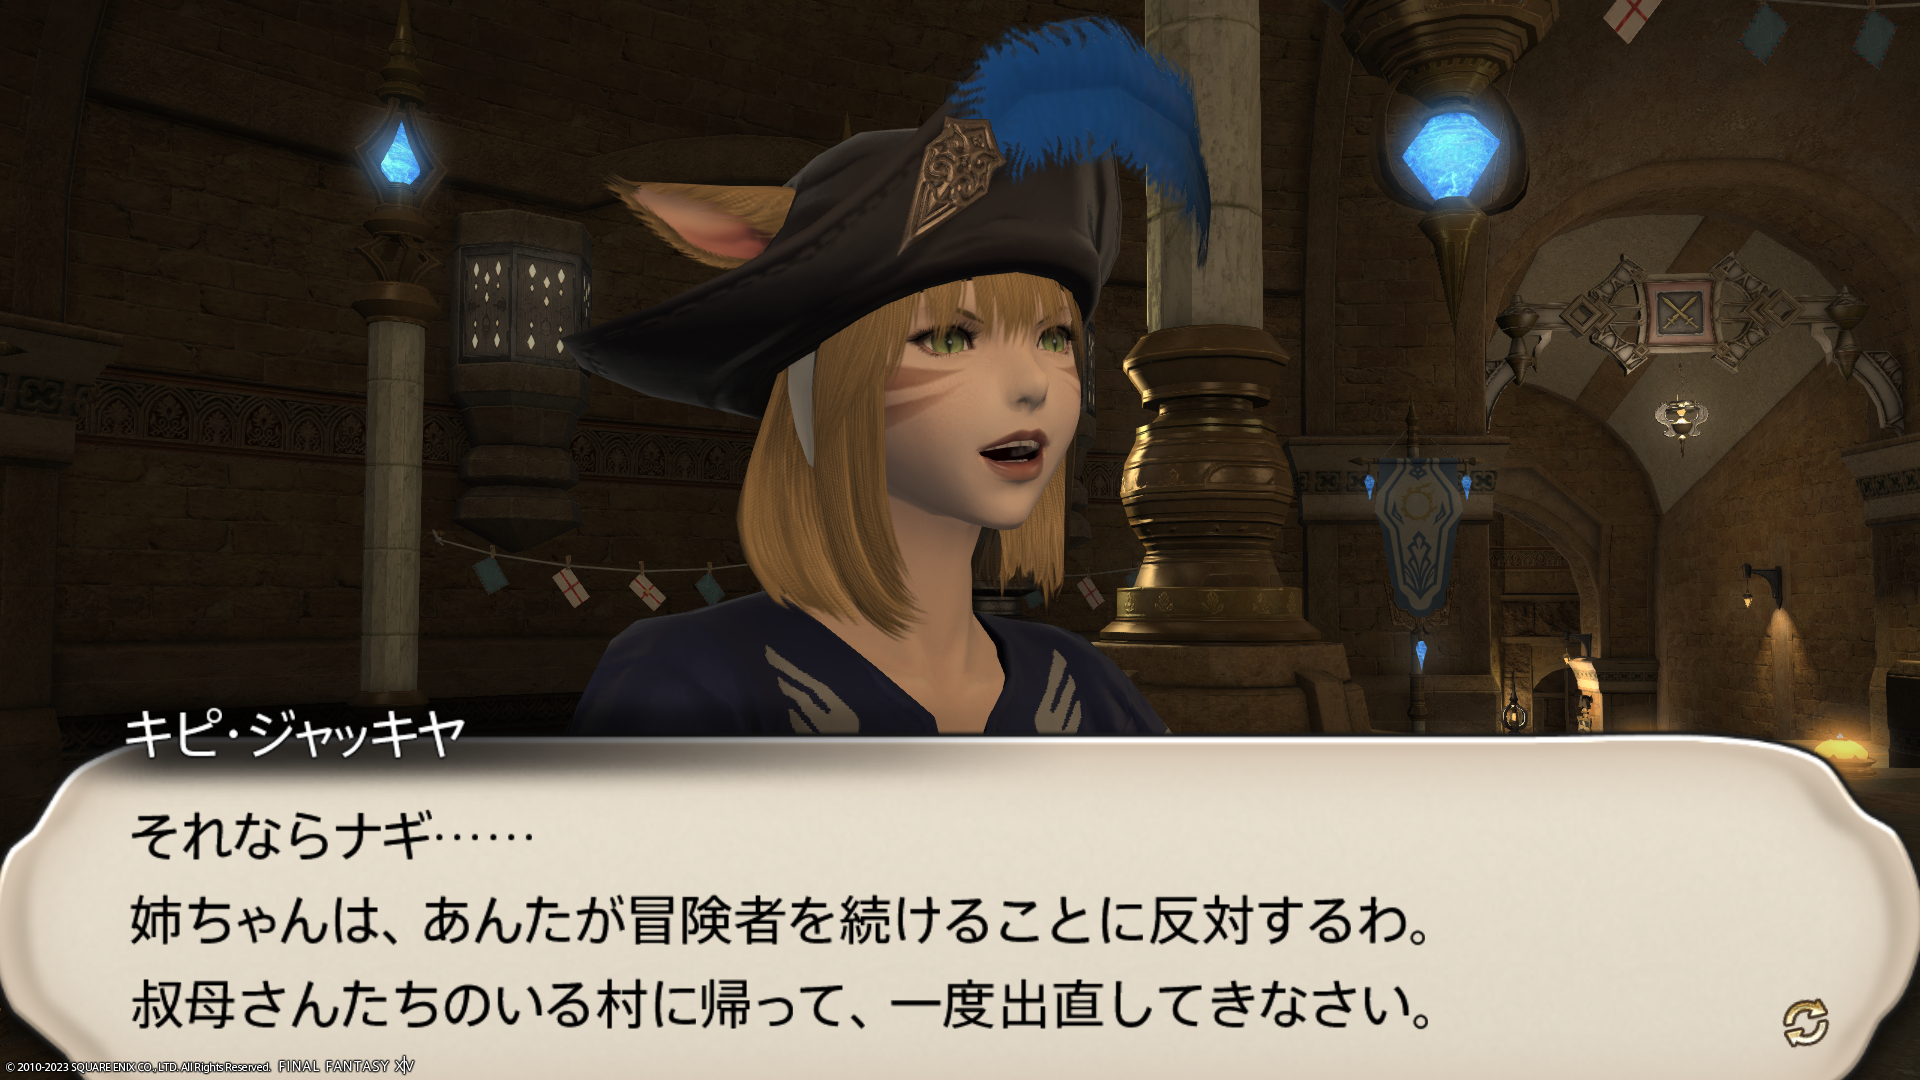 キピ・ジャッキヤ
それならナギ……
姉ちゃんは、あんたが冒険者を続けることに反対するわ。
叔母さんたちのいる村に帰って、一度出直してきなさい。
© 2010-2023 SQUARE ENIX CO., LTD. All Rights Reserved. FINAL FANTASY XIV